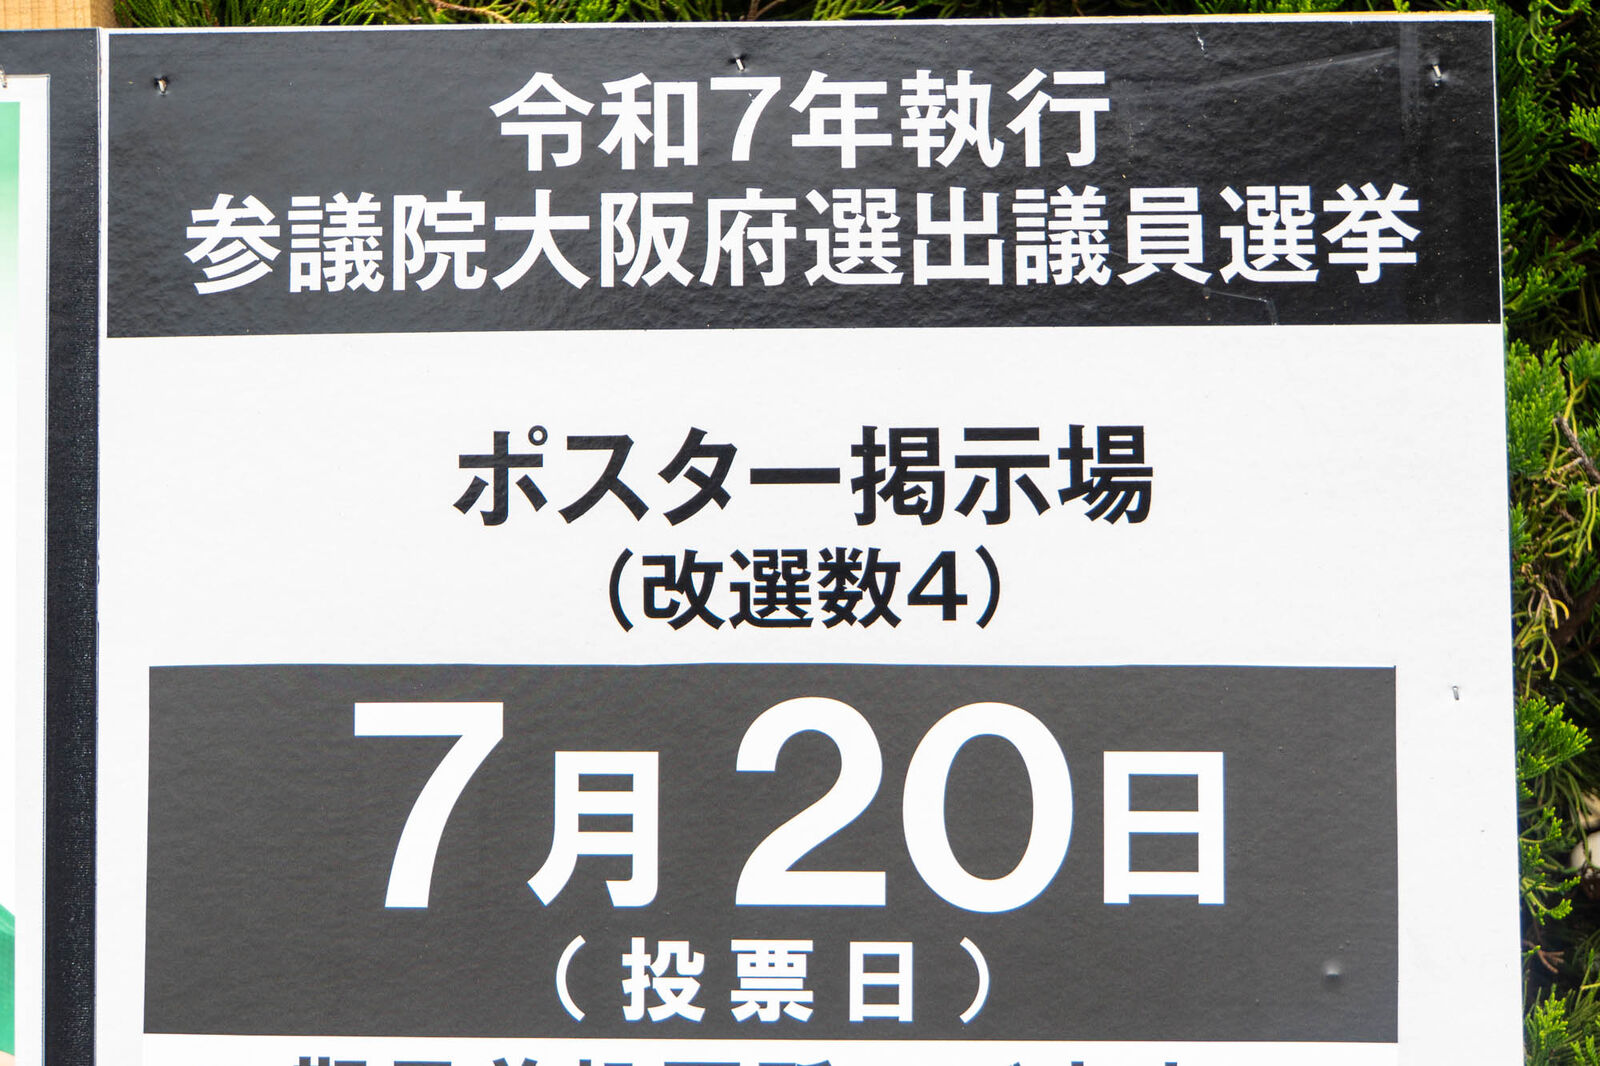 令和7年執行
参議院大阪府選出議員選挙
ポスター掲示場
(改選数4)
7月20日
(投票日)